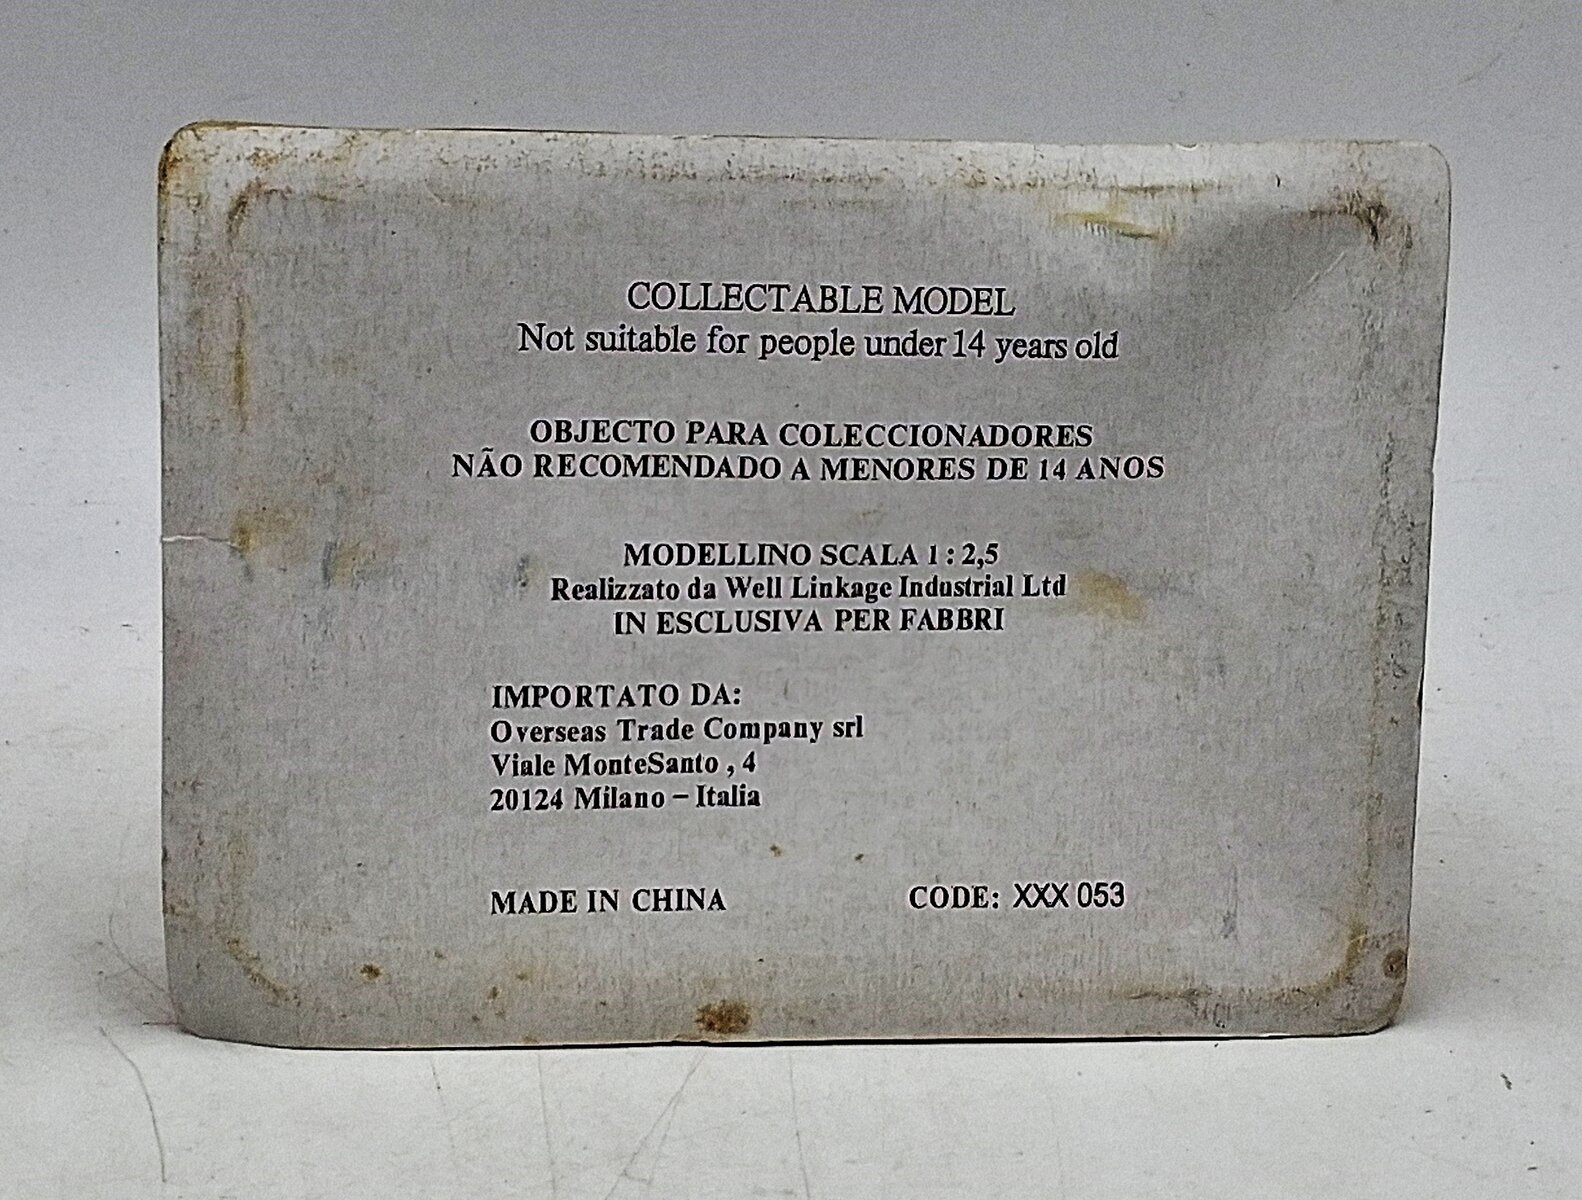 COLLECTABLE MODEL
Not suitable for people under 14 years old
OBJECTO PARA COLECCIONADORES
NÃO RECOMENDADO A MENORES DE 14 ANOS
MODELLINO SCALA 1 : 2,5
Realizzato da Well Linkage Industrial Ltd
IN ESCLUSIVA PER FABBRI
IMPORTATO DA:
Overseas Trade Company srl
Viale MonteSanto , 4
20124 Milano – Italia
MADE IN CHINA CODE: XXX 053